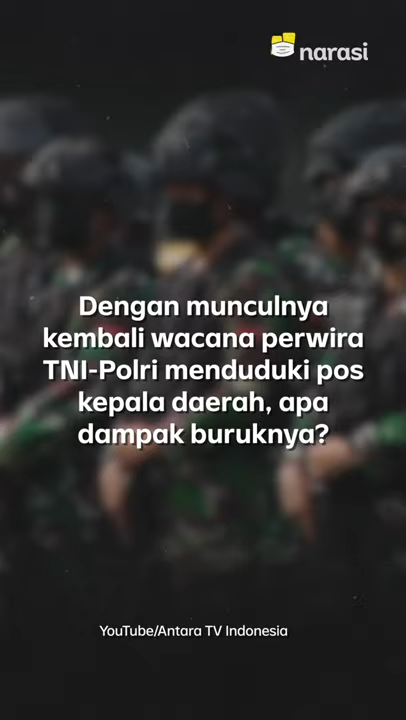 narasi
Dengan munculnya
kembali wacana perwira
TNI-Polri menduduki pos
kepala daerah, apa
dampak buruknya?
YouTube/Antara TV Indonesia